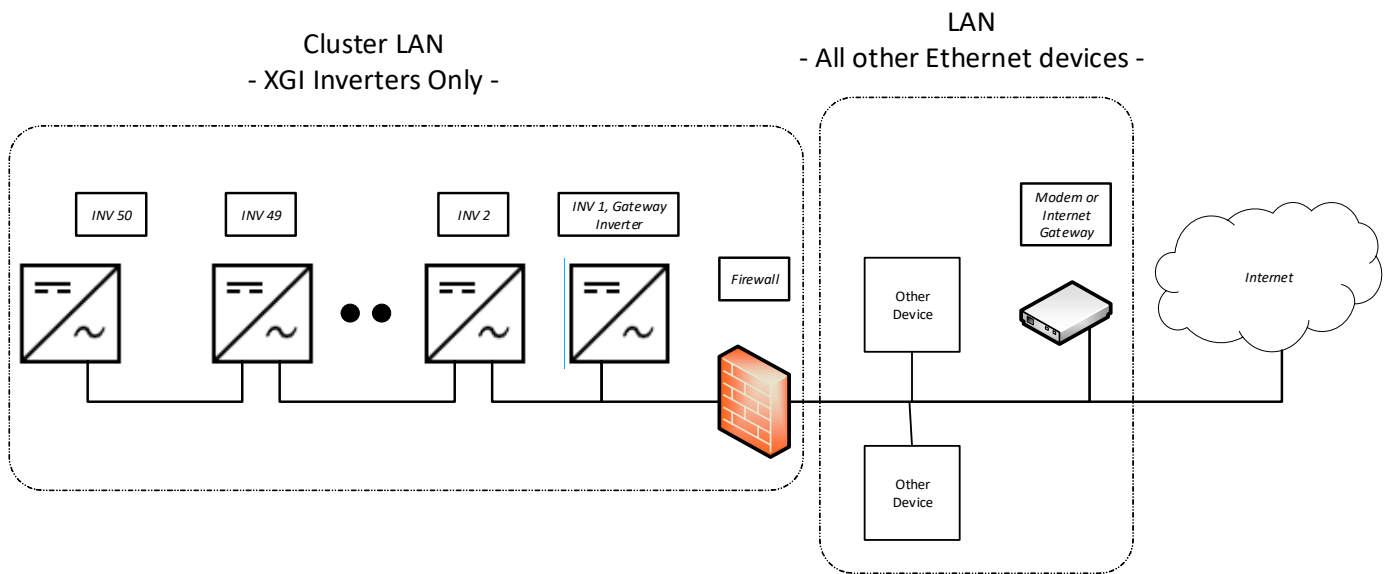 Cluster LAN
- XGI Inverters Only -
LAN
- All other Ethernet devices -
INV 50
INV 49
INV 2
INV 1, Gateway
Inverter
Firewall
Other
Device
Modem or
Internet
Gateway
Internet
Other
Device